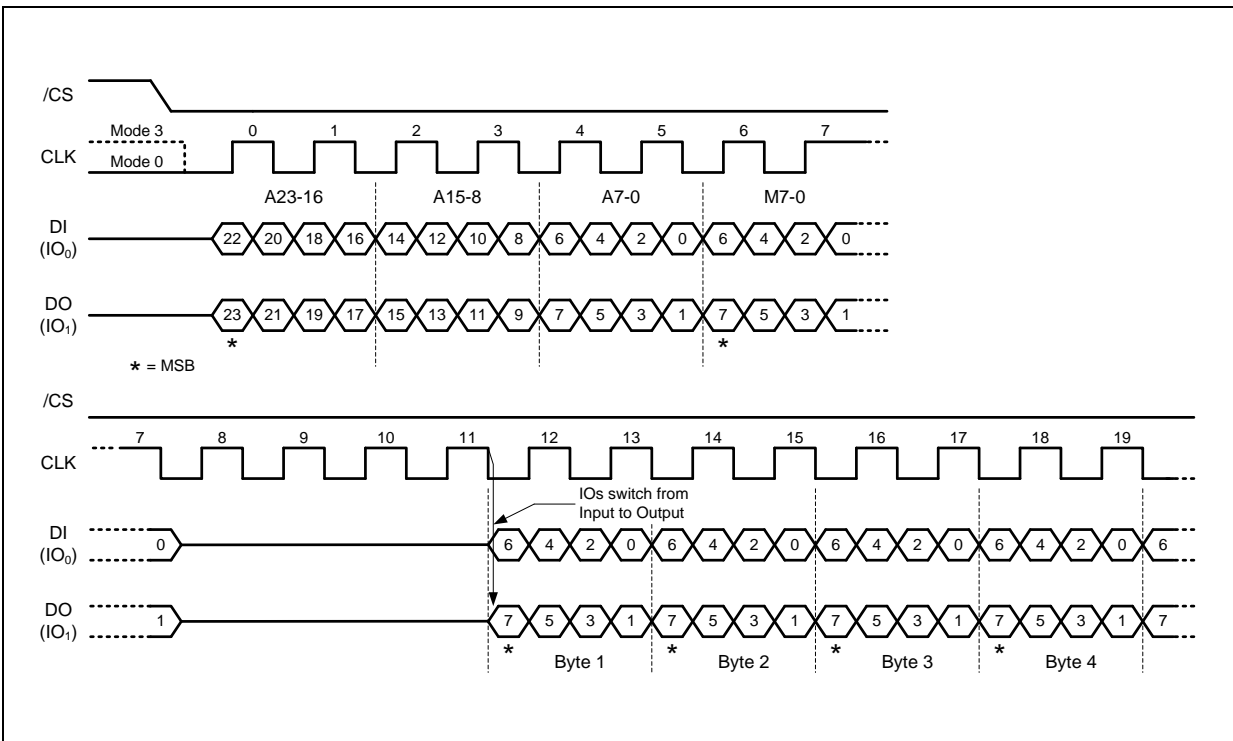 /CS
Mode 3
0 1 2 3 4 5 6 7
CLK
Mode 0
A23-16 A15-8 A7-0 M7-0
DI
(IO₀)
22 20 18 16 14 12 10 8 6 4 2 0 6 4 2 0
DO
(IO₁)
23 21 19 17 15 13 11 9 7 5 3 1 7 5 3 1
* *
* = MSB
/CS
7 8 9 10 11 12 13 14 15 16 17 18 19
CLK
IOs switch from
Input to Output
DI
(IO₀)
0 6 4 2 0 6 4 2 0 6 4 2 0 6 4 2 0 6
DO
(IO₁)
1 7 5 3 1 7 5 3 1 7 5 3 1 7 5 3 1 7
* * * *
Byte 1 Byte 2 Byte 3 Byte 4